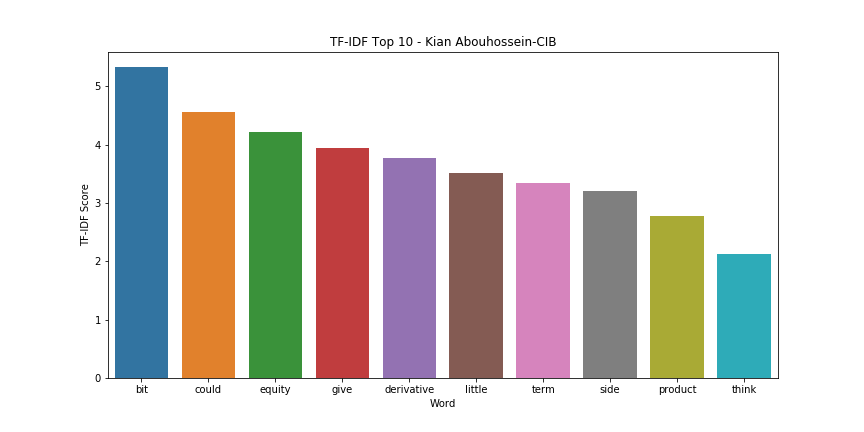 TF-IDF Top 10 - Kian Abouhossein-CIB
TF-IDF Score
5
4
3
2
1
0
bit could equity give derivative little term side product think
Word